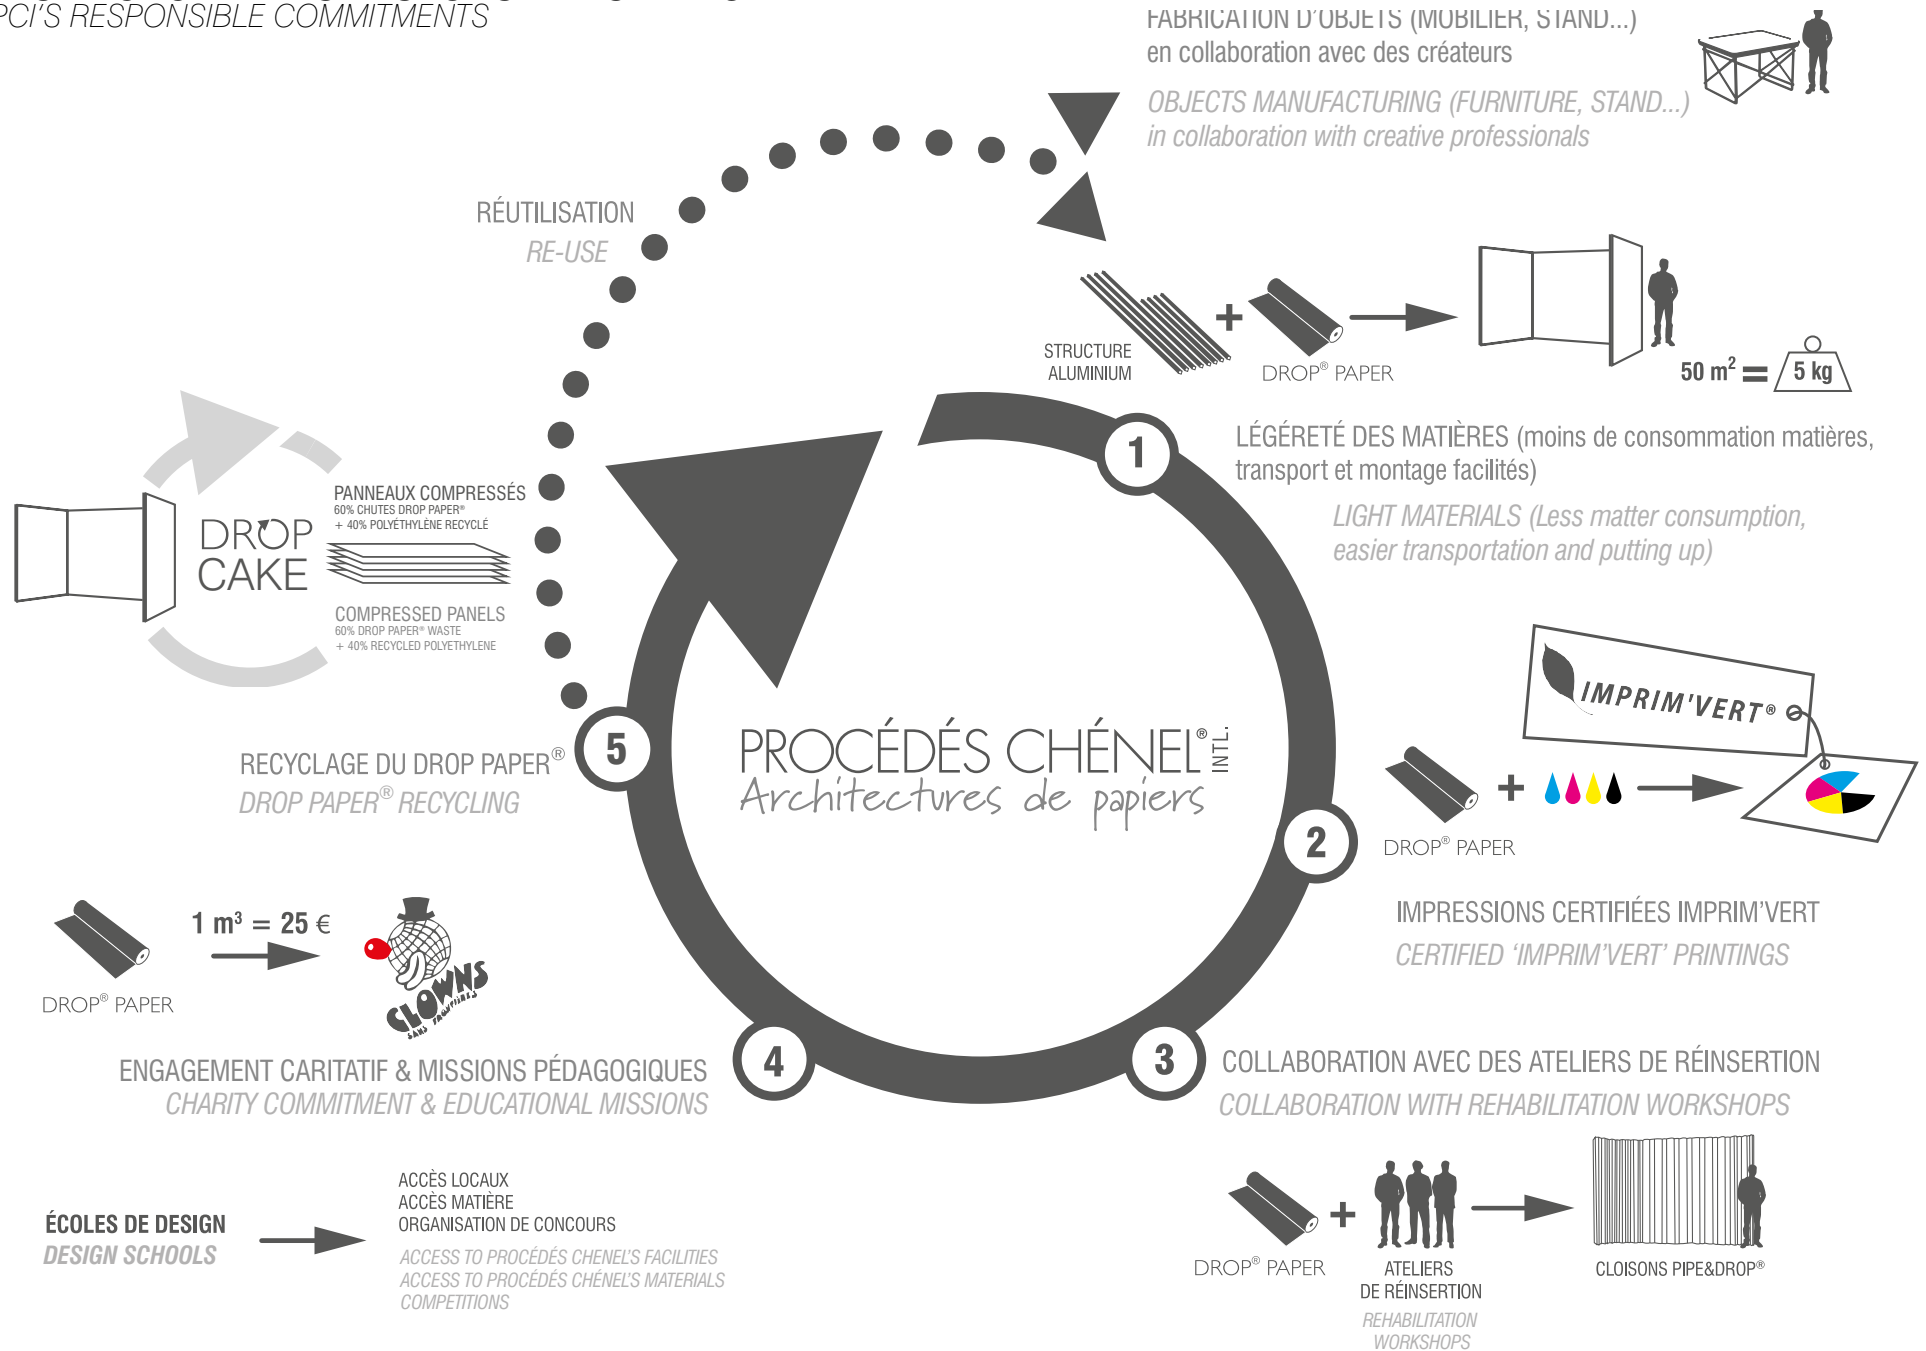 PCI'S RESPONSIBLE COMMITMENTS
FABRICATION D'OBJETS (MOBILIER, STAND...)
en collaboration avec des créateurs
OBJECTS MANUFACTURING (FURNITURE, STAND...)
in collaboration with creative professionals
RÉUTILISATION
RE-USE
STRUCTURE
ALUMINIUM
+
DROP® PAPER
50 m² = 5 kg
1
LÉGÉRETÉ DES MATIÈRES (moins de consommation matières,
transport et montage facilités)
LIGHT MATERIALS (Less matter consumption,
easier transportation and putting up)
DROP
CAKE
PANNEAUX COMPRESSÉS
60% CHUTES DROP PAPER®
+ 40% POLYÉTHYLÈNE RECYCLÉ
COMPRESSED PANELS
60% DROP PAPER® WASTE
+ 40% RECYCLED POLYETHYLENE
IMPRIM'VERT®
DROP® PAPER
+
2
IMPRESSIONS CERTIFIÉES IMPRIM'VERT
CERTIFIED ‘IMPRIM'VERT’ PRINTINGS
PROCÉDÉS CHÉNEL® INTL.
Architectures de papiers
5
RECYCLAGE DU DROP PAPER®
DROP PAPER® RECYCLING
DROP® PAPER
1 m³ = 25 €
CLOWNS
SANS FRONTIÈRES
4
ENGAGEMENT CARITATIF & MISSIONS PÉDAGOGIQUES
CHARITY COMMITMENT & EDUCATIONAL MISSIONS
3
COLLABORATION AVEC DES ATELIERS DE RÉINSERTION
COLLABORATION WITH REHABILITATION WORKSHOPS
ÉCOLES DE DESIGN
DESIGN SCHOOLS
ACCÈS LOCAUX
ACCÈS MATIÈRE
ORGANISATION DE CONCOURS
ACCESS TO PROCÉDÉS CHENEL'S FACILITIES
ACCESS TO PROCÉDÉS CHÉNEL'S MATERIALS
COMPETITIONS
DROP® PAPER
+
ATELIERS
DE RÉINSERTION
REHABILITATION
WORKSHOPS
CLOISONS PIPE&DROP®